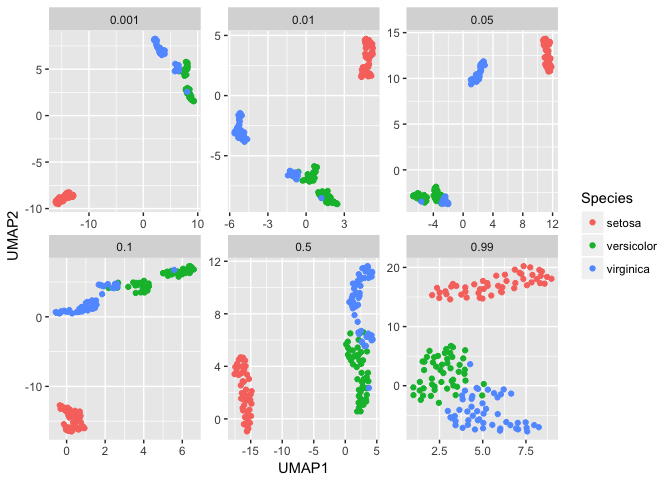 0.001 0.01 0.05
5
0
-5
-10
-10 0 10
5
0
-5
-6 -3 0 3
15
10
5
0
-4 0 4 8 12
UMAP2
Species
setosa
versicolor
virginica
0.1 0.5 0.99
0
-10
0 2 4 6
12
8
4
0
-15 -10 -5 0 5
20
10
0
2.5 5.0 7.5
UMAP1